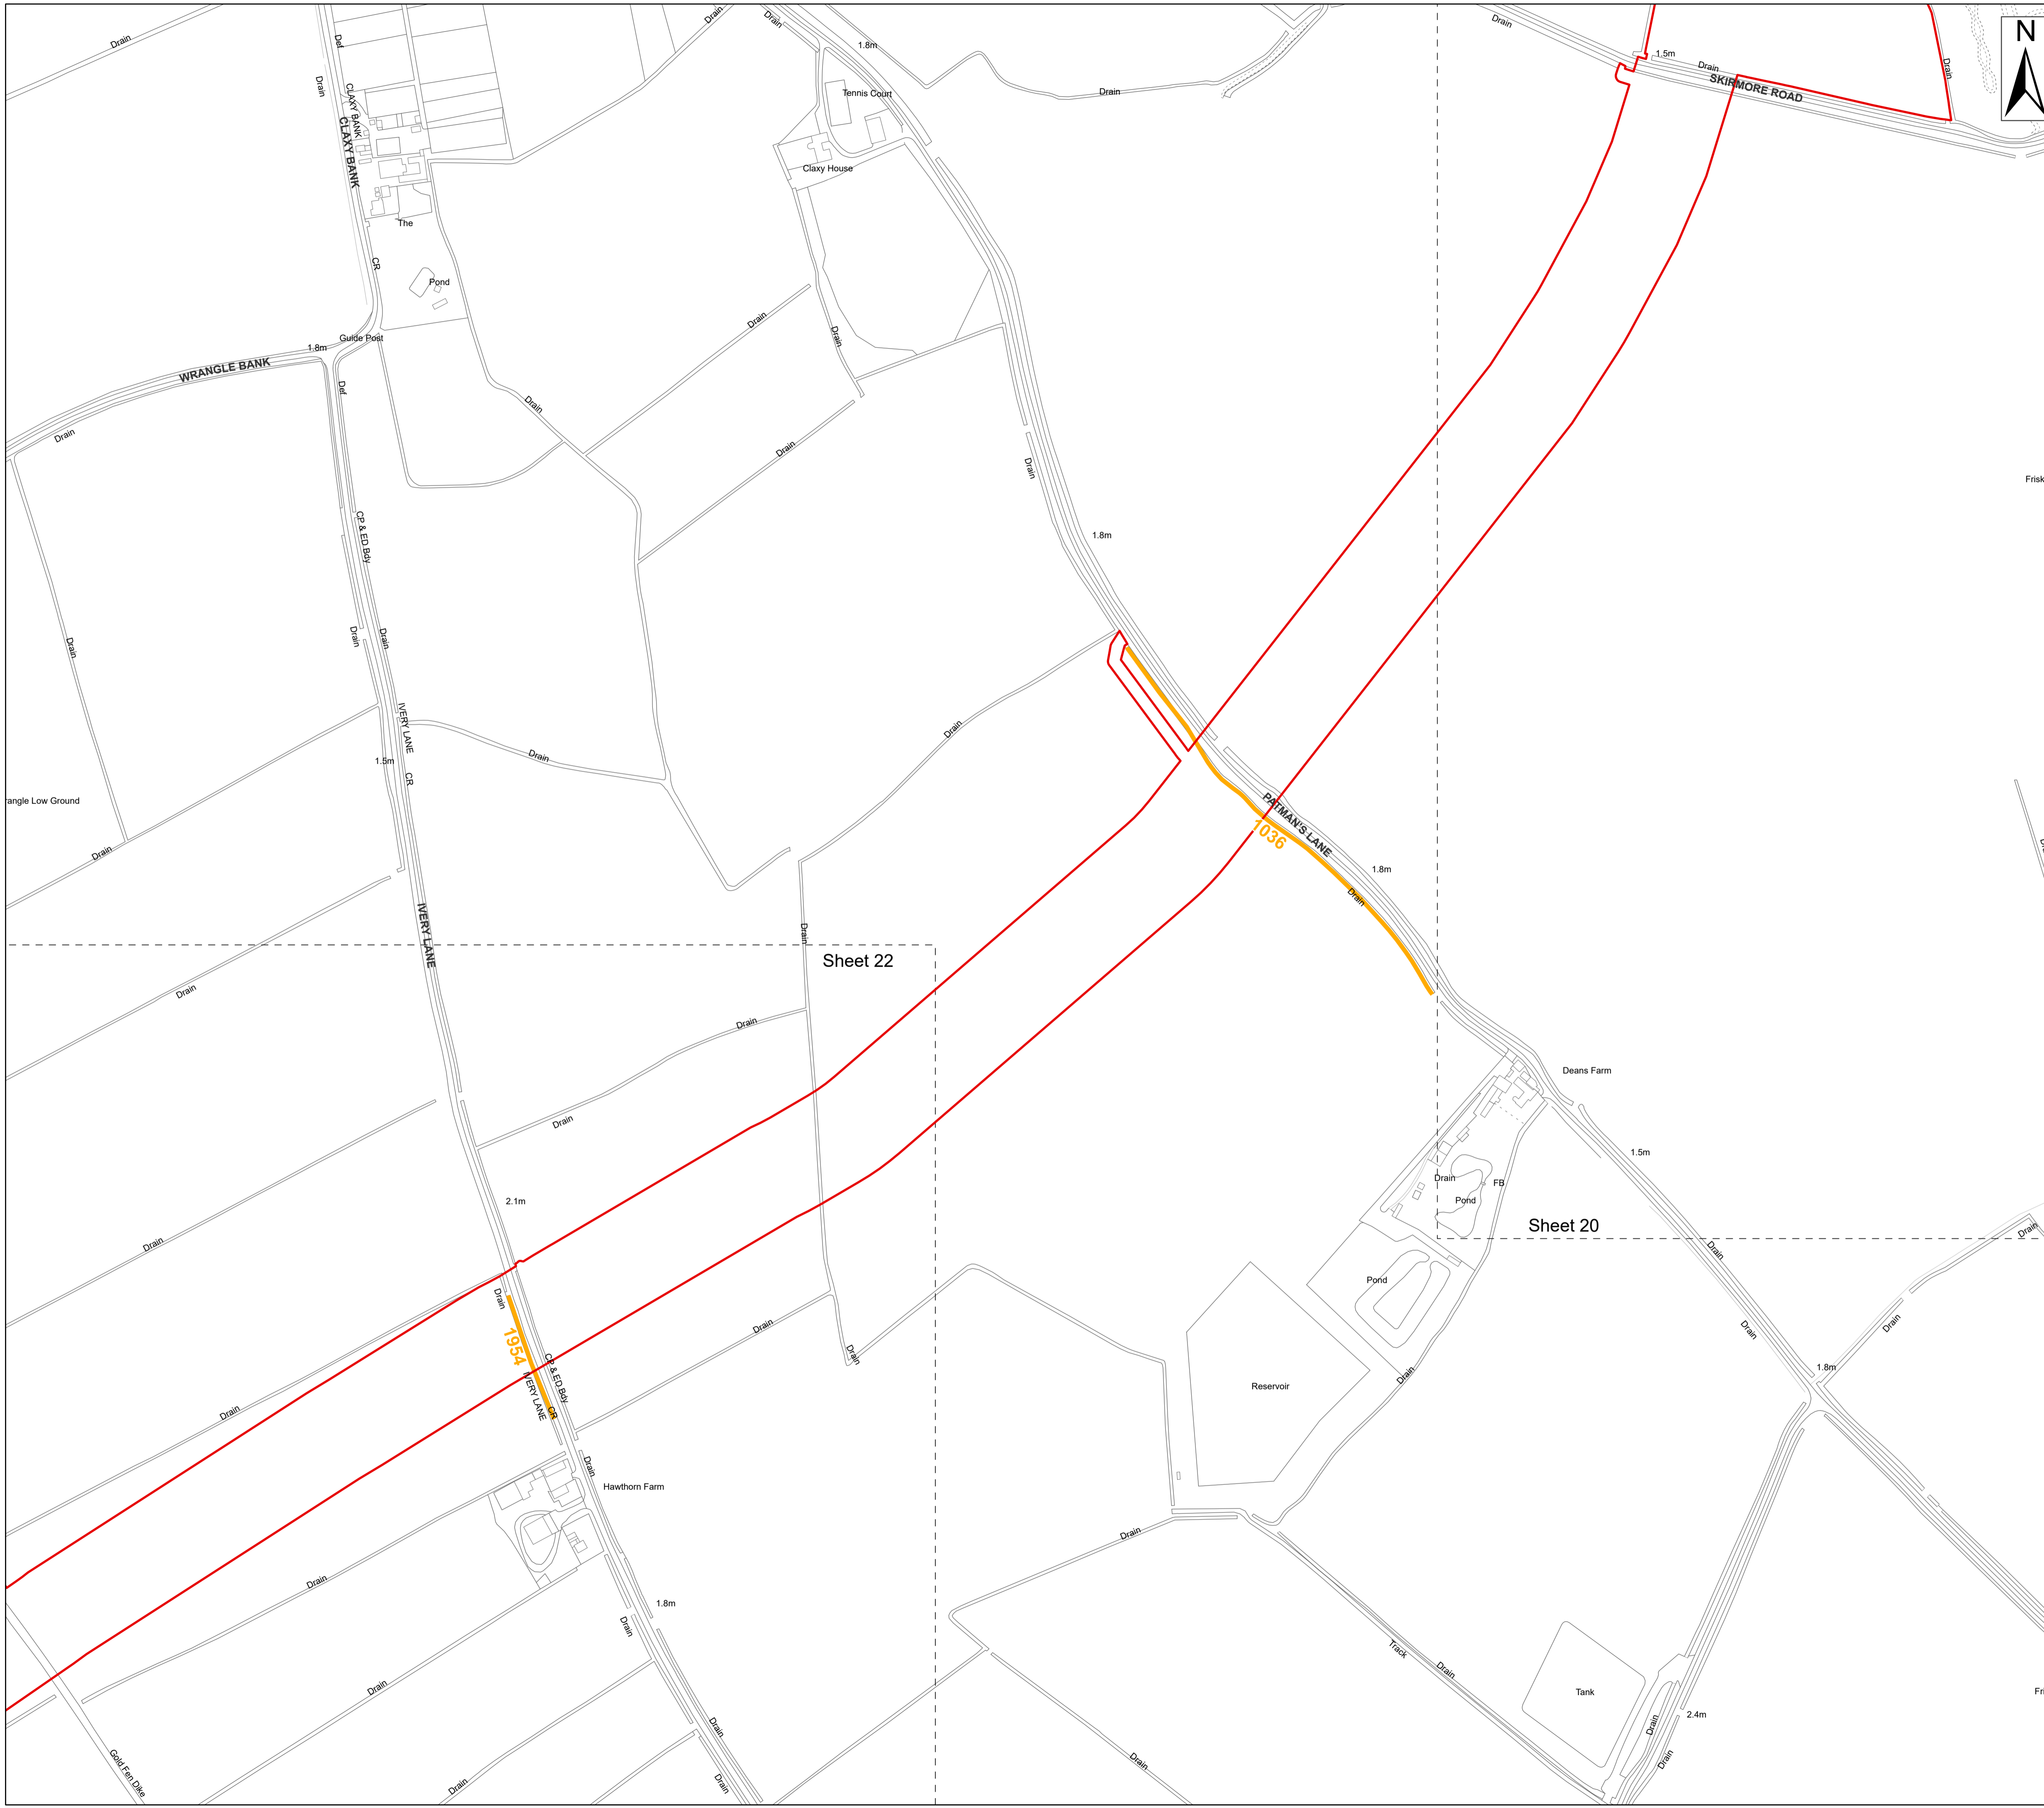 Drain
Def
Drain
Drain
1.8m
Drain
1.5m
Drain
SKIRMORE ROAD
Drain
N
Drain
CLAXY BANK
CLAXY BANK
Tennis Court
Drain
Claxy House
The
CR
Pond
Guide Post
1.8m
WRANGLE BANK
Drain
Drain
Def
Drain
Drain
Drain
Drain
Frisk
CP & ED Bdy
1.8m
Drain
Drain
Drain
IVERY LANE
Drain
Drain
1.5m
CR
rangle Low Ground
PATMAN'S LANE
1036
Drain
1.8m
Drain
IVERY LANE
Drain
Sheet 22
Drain
Drain
Drain
Deans Farm
1.5m
Drain
FB
Pond
2.1m
Sheet 20
Drain
Drain
Drain
Pond
Drain
1954
Drain
Drain
Drain
Drain
CP & ED Bdy
1.8m
Drain
Reservoir
IVERY LANE
CR
Drain
Drain
Hawthorn Farm
Drain
Drain
1.8m
Drain
Track
Drain
Drain
Tank
Fri
2.4m
Drain
Drain
Drain
Gold Fen Dike
Drain
Drain
Drain